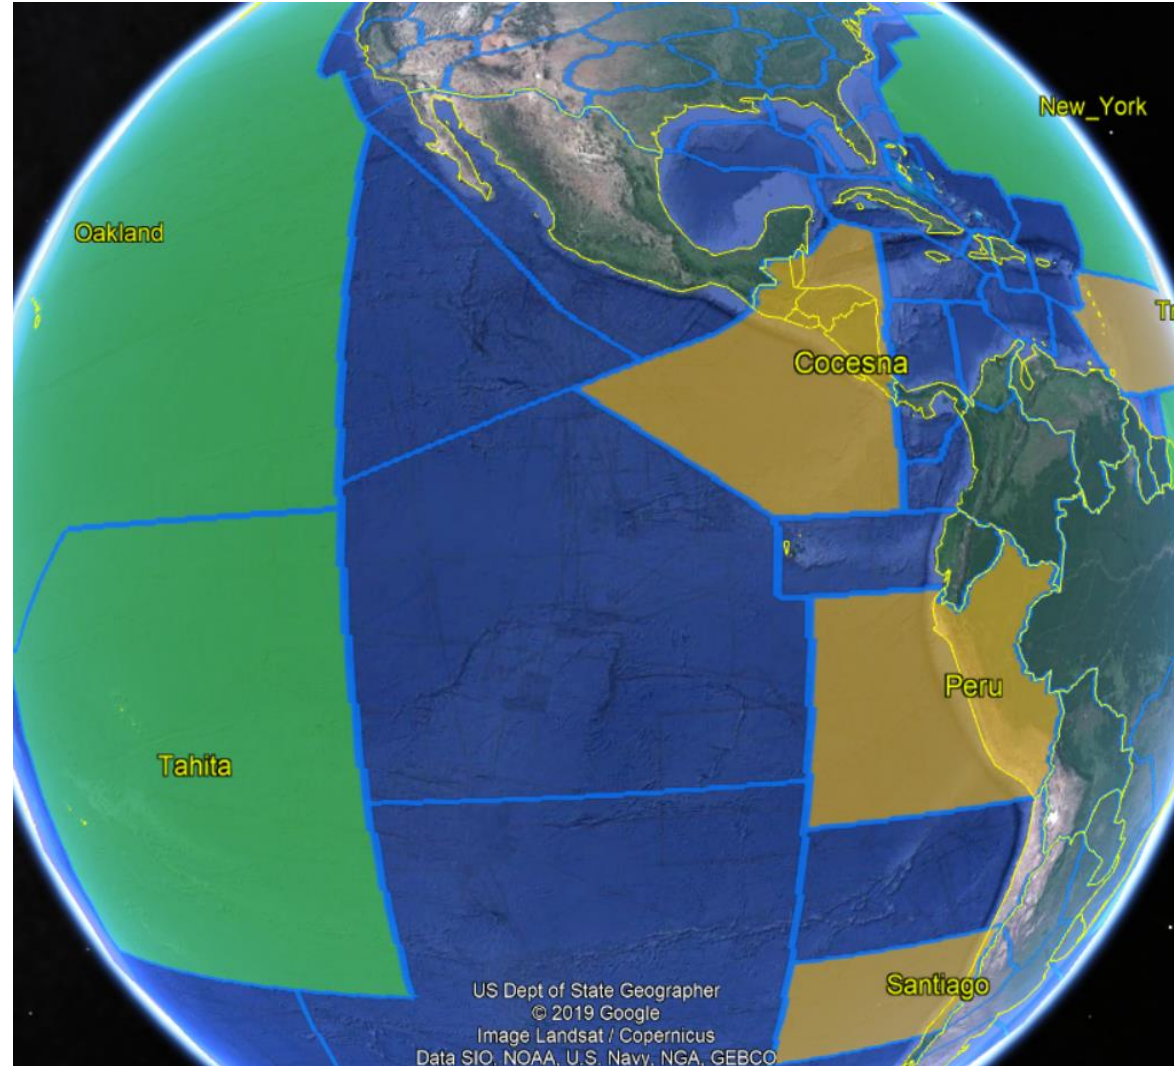 New_York
Oakland
Tr
Cocesna
Peru
Tahita
Santiago
US Dept of State Geographer
© 2019 Google
Image Landsat / Copernicus
Data SIO, NOAA, U.S. Navy, NGA, GEBCO